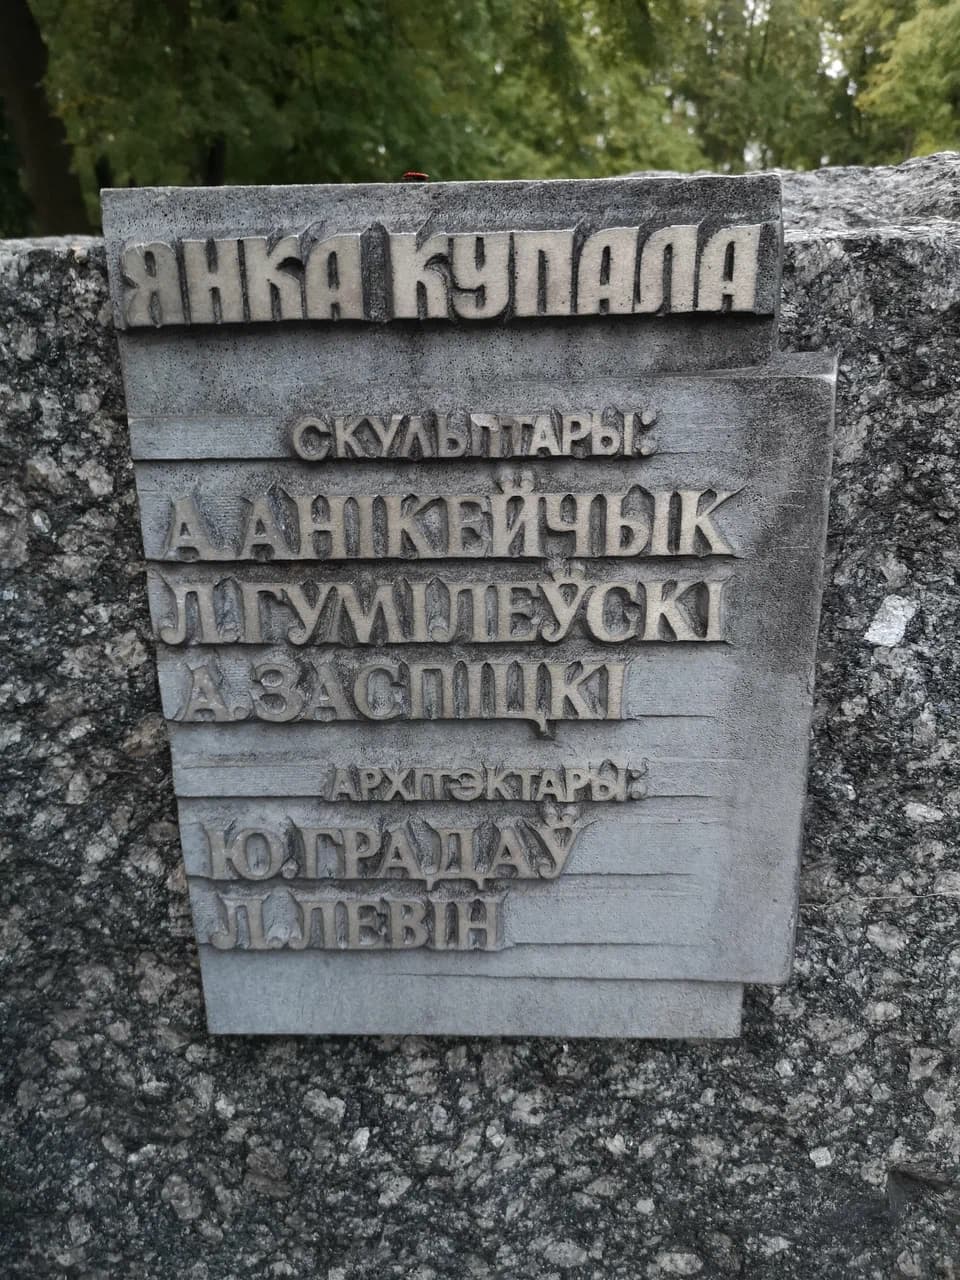 ЯНКА КУПАЛА
СКУЛЬПТАРЫ:
А.АНІКЕЙЧЫК
Л.ГУМІЛЕЎСКІ
А.ЗАСПІЦКІ
АРХІТЭКТАРЫ:
Ю.ГРАДАЎ
Л.ЛЕВІН